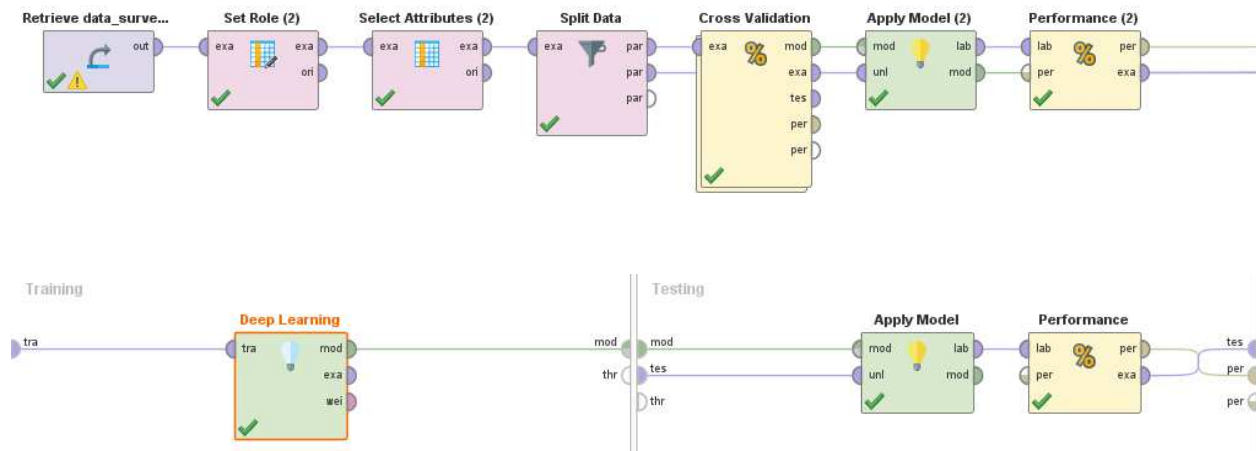 Retrieve data_surve...
Set Role (2)
Select Attributes (2)
Split Data
Cross Validation
Apply Model (2)
Performance (2)
out
exa
exa
ori
exa
exa
ori
exa
par
par
par
exa
mod
exa
tes
per
per
mod
lab
unl
mod
lab
per
per
exa
Training
Testing
Deep Learning
Apply Model
Performance
tra
tra
mod
exa
wei
mod
thr
mod
tes
thr
mod
lab
unl
mod
lab
per
per
exa
tes
per
per